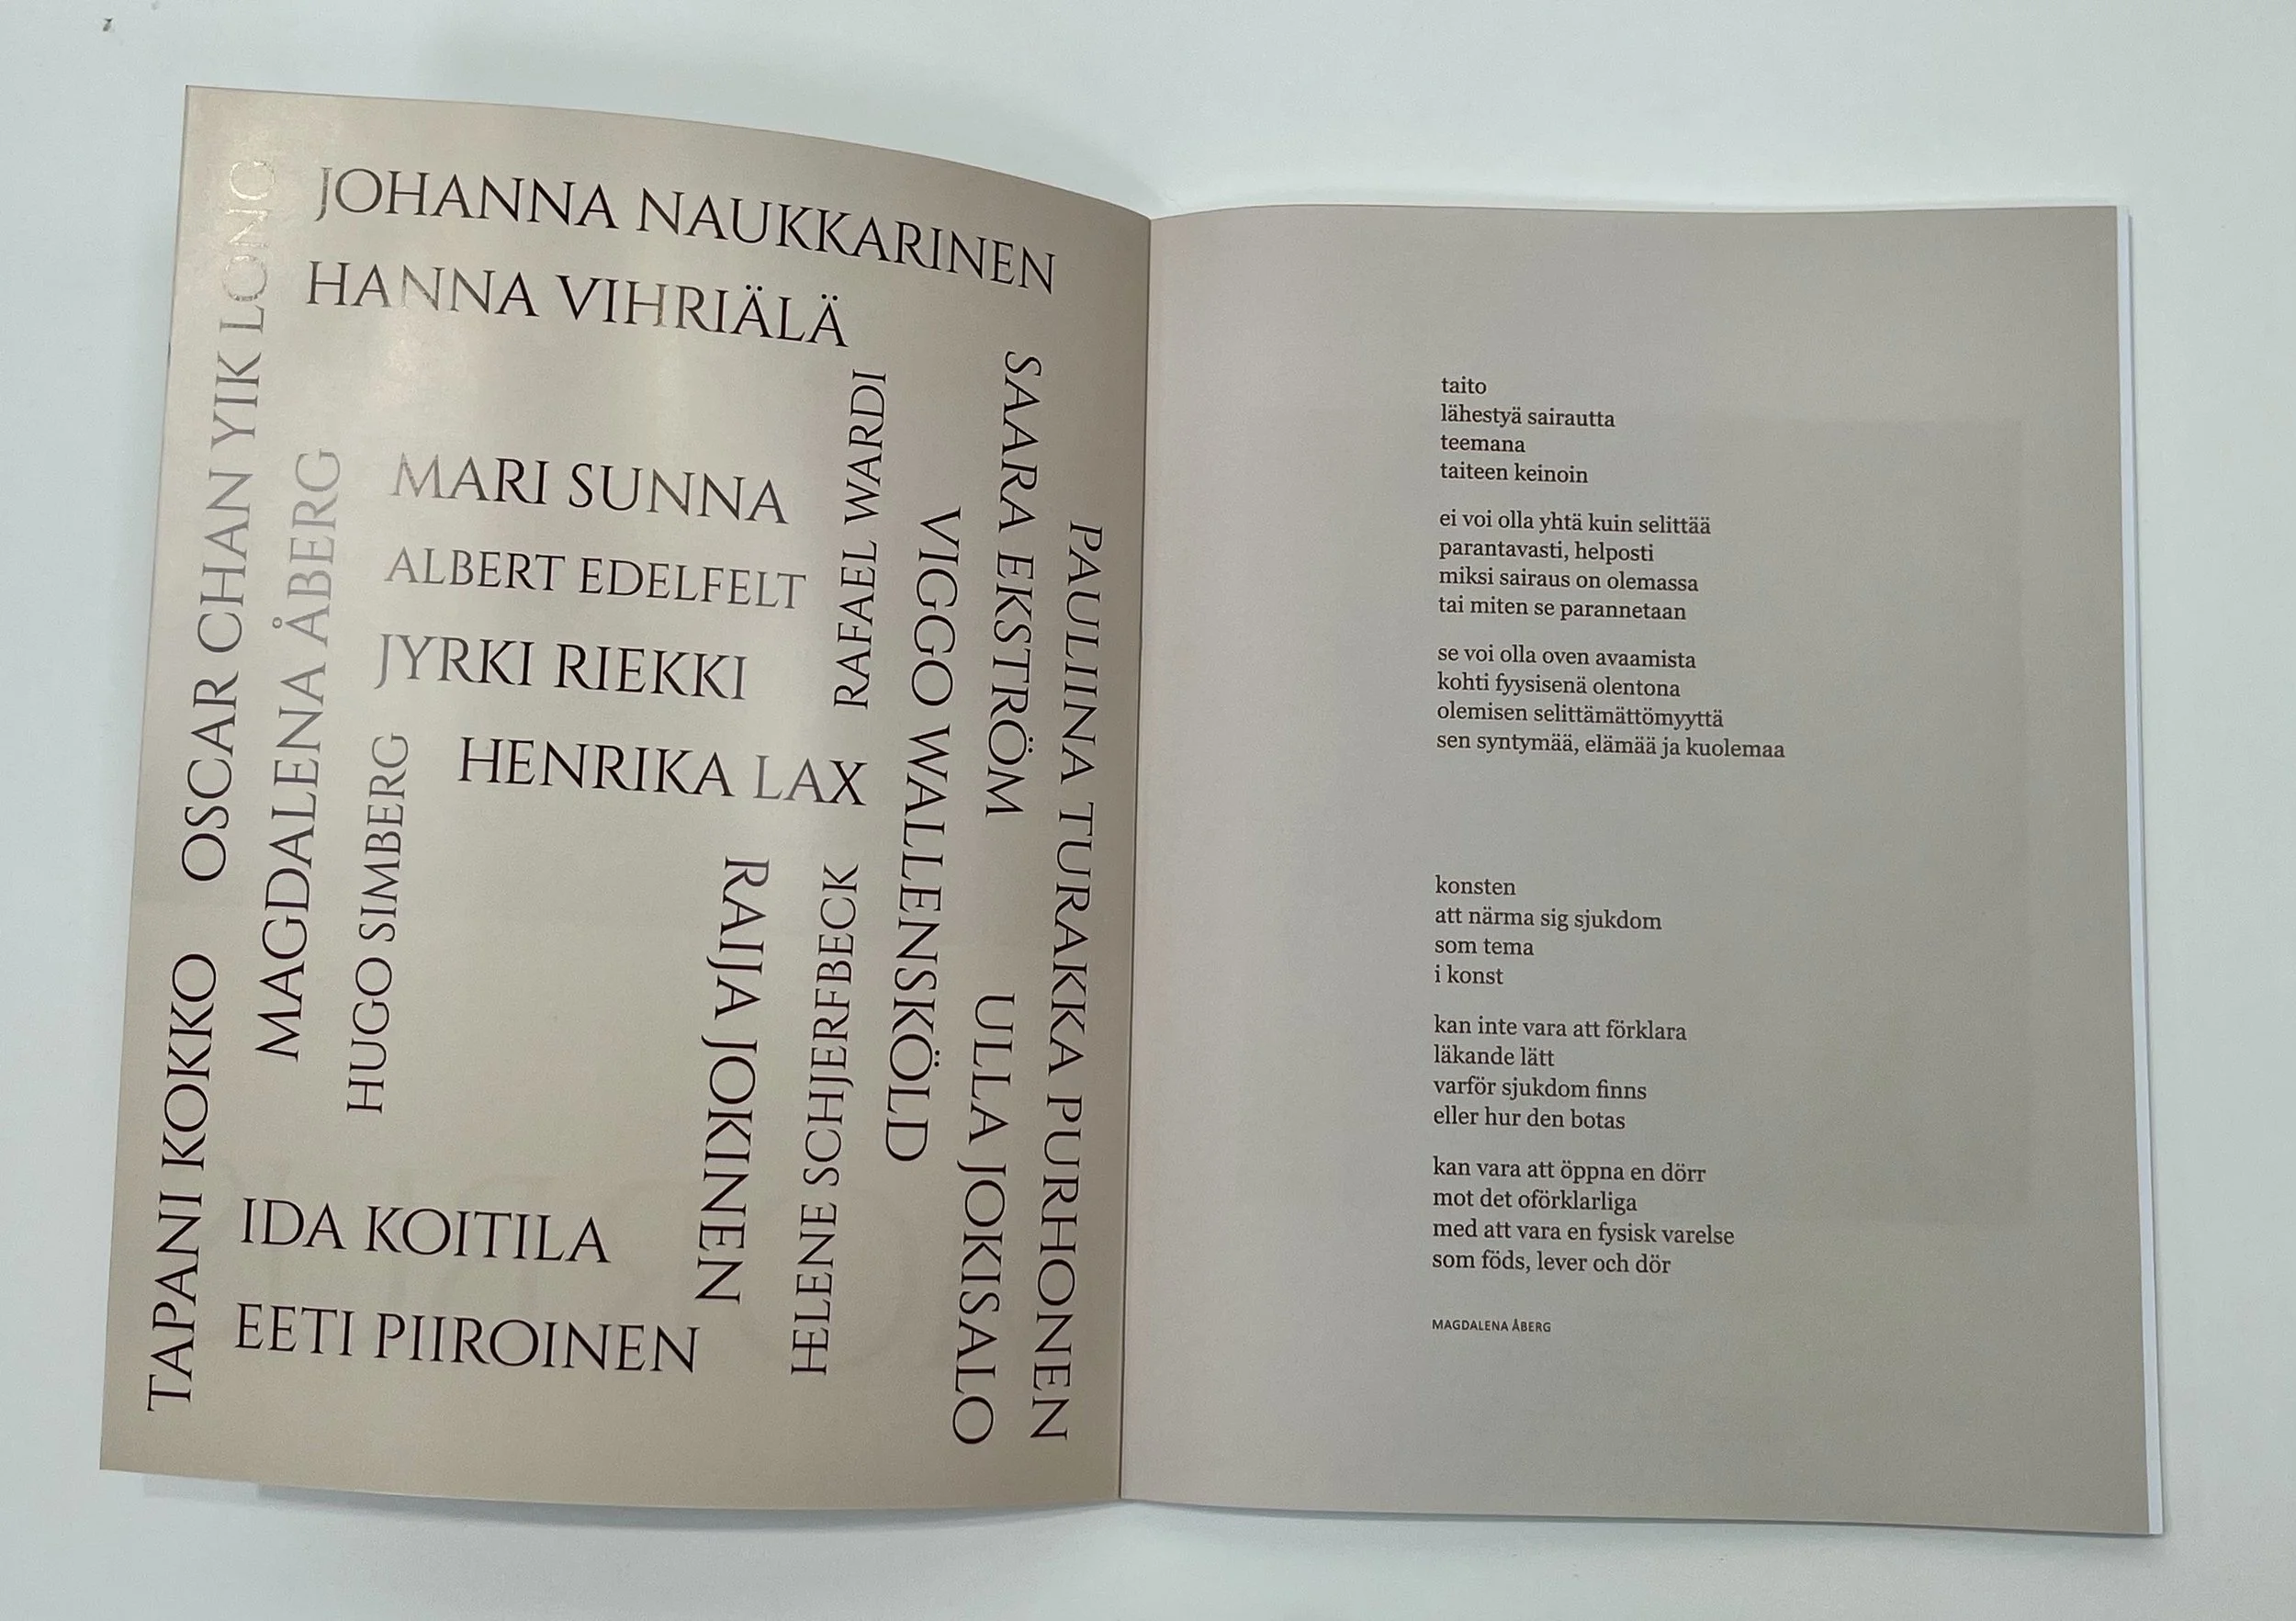 JOHANNA NAUKKARINEN
HANNA VIHRIÄLÄ
OSCAR CHAN YIK LONG
MAGDALENA ÅBERG
MARI SUNNA
ALBERT EDELFELT
JYRKI RIEKKI
HENRIKA LAX
RAFAEL WARDI
VIGGO WALLENSKÖLD
SAARA EKSTRÖM
PAULIINA TURAKKA PURHONEN
HUGO SIMBERG
TAPANI KOKKO
RAIJA JOKINEN
HELENE SCHJERFBECK
ULLA JOKISALO
IDA KOITILA
EETI PIIROINEN
taito
lähestyä sairautta
teemana
taiteen keinoin
ei voi olla yhtä kuin selittää
parantavasti, helposti
miksi sairaus on olemassa
tai miten se parannetaan
se voi olla oven avaamista
kohti fyysisenä olentona
olemisen selittämättömyyttä
sen syntymää, elämää ja kuolemaa
konsten
att närma sig sjukdom
som tema
i konst
kan inte vara att förklara
läkande lätt
varför sjukdom finns
eller hur den botas
kan vara att öppna en dörr
mot det oförklarliga
med att vara en fysisk varelse
som föds, lever och dör
MAGDALENA ÅBERG